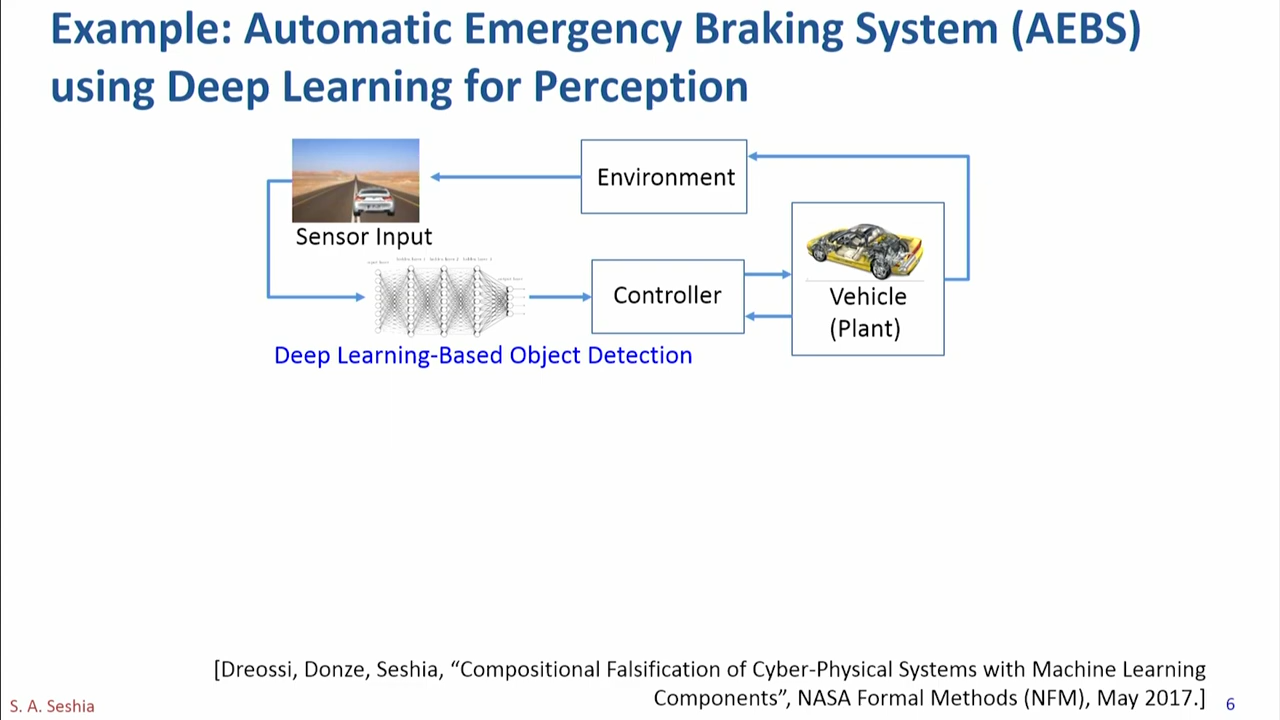 Example: Automatic Emergency Braking System (AEBS)
using Deep Learning for Perception
Environment
Sensor Input
Controller
Vehicle
(Plant)
Deep Learning-Based Object Detection
[Dreossi, Donze, Seshia, “Compositional Falsification of Cyber-Physical Systems with Machine Learning
Components”, NASA Formal Methods (NFM), May 2017.]
S. A. Seshia
6